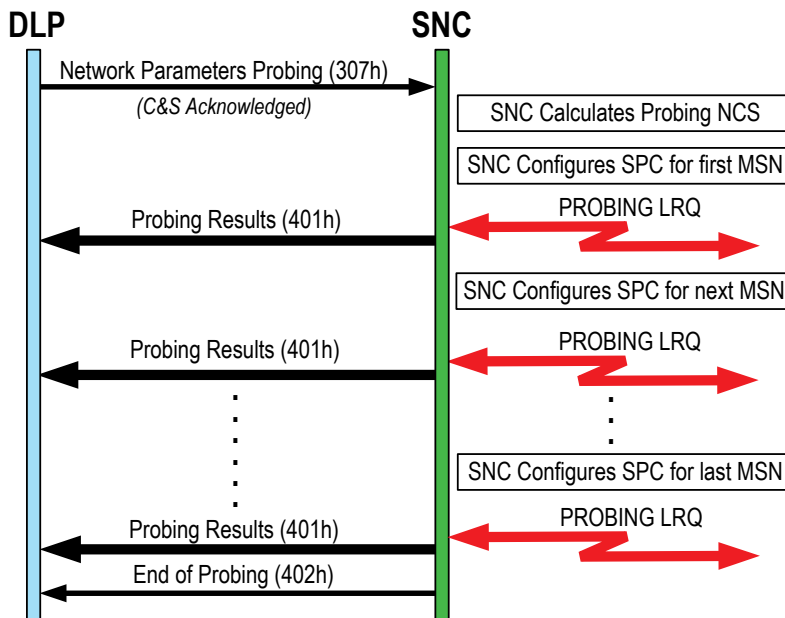 DLP
SNC
Network Parameters Probing (307h)
(C&S Acknowledged)
SNC Calculates Probing NCS
SNC Configures SPC for first MSN
Probing Results (401h)
PROBING LRQ
SNC Configures SPC for next MSN
Probing Results (401h)
PROBING LRQ
SNC Configures SPC for last MSN
Probing Results (401h)
PROBING LRQ
End of Probing (402h)